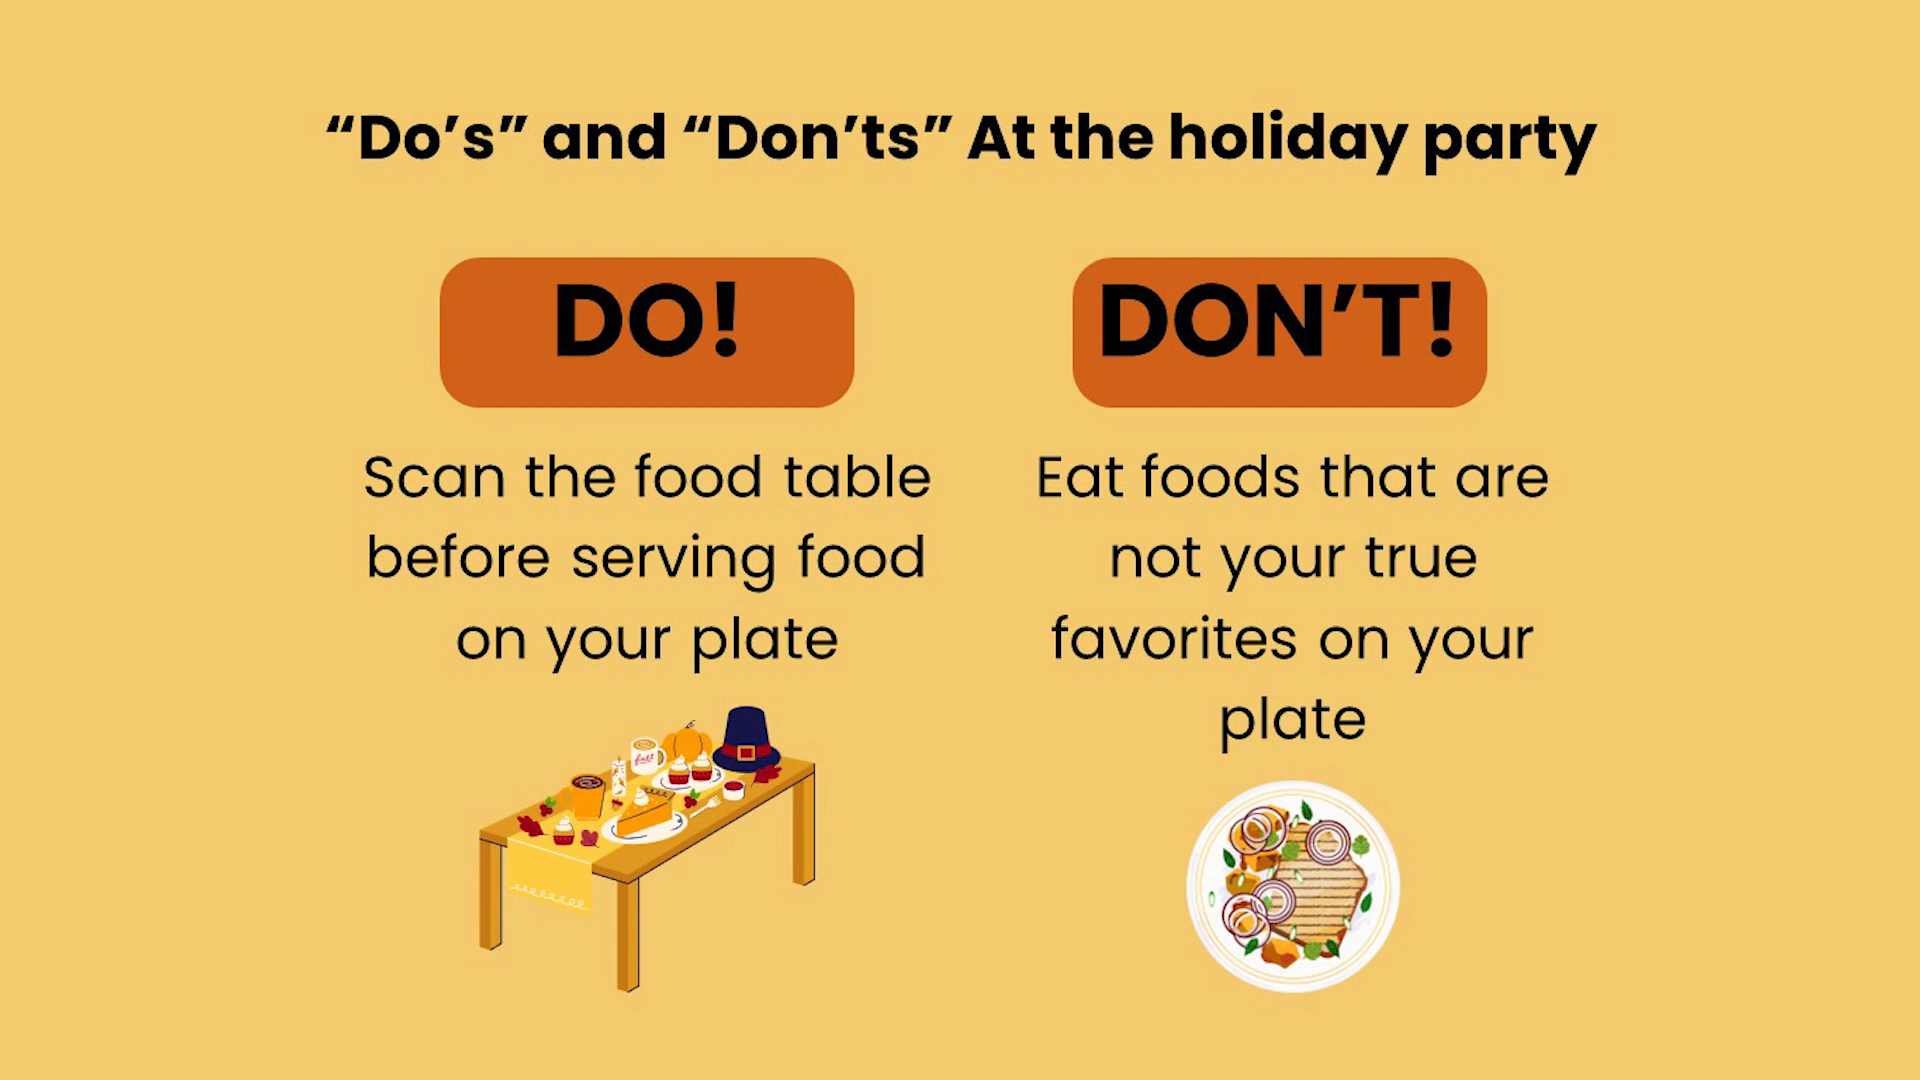 “Do’s” and “Don’ts” At the holiday party
DO!
Scan the food table
before serving food
on your plate
DON’T!
Eat foods that are
not your true
favorites on your
plate
fall